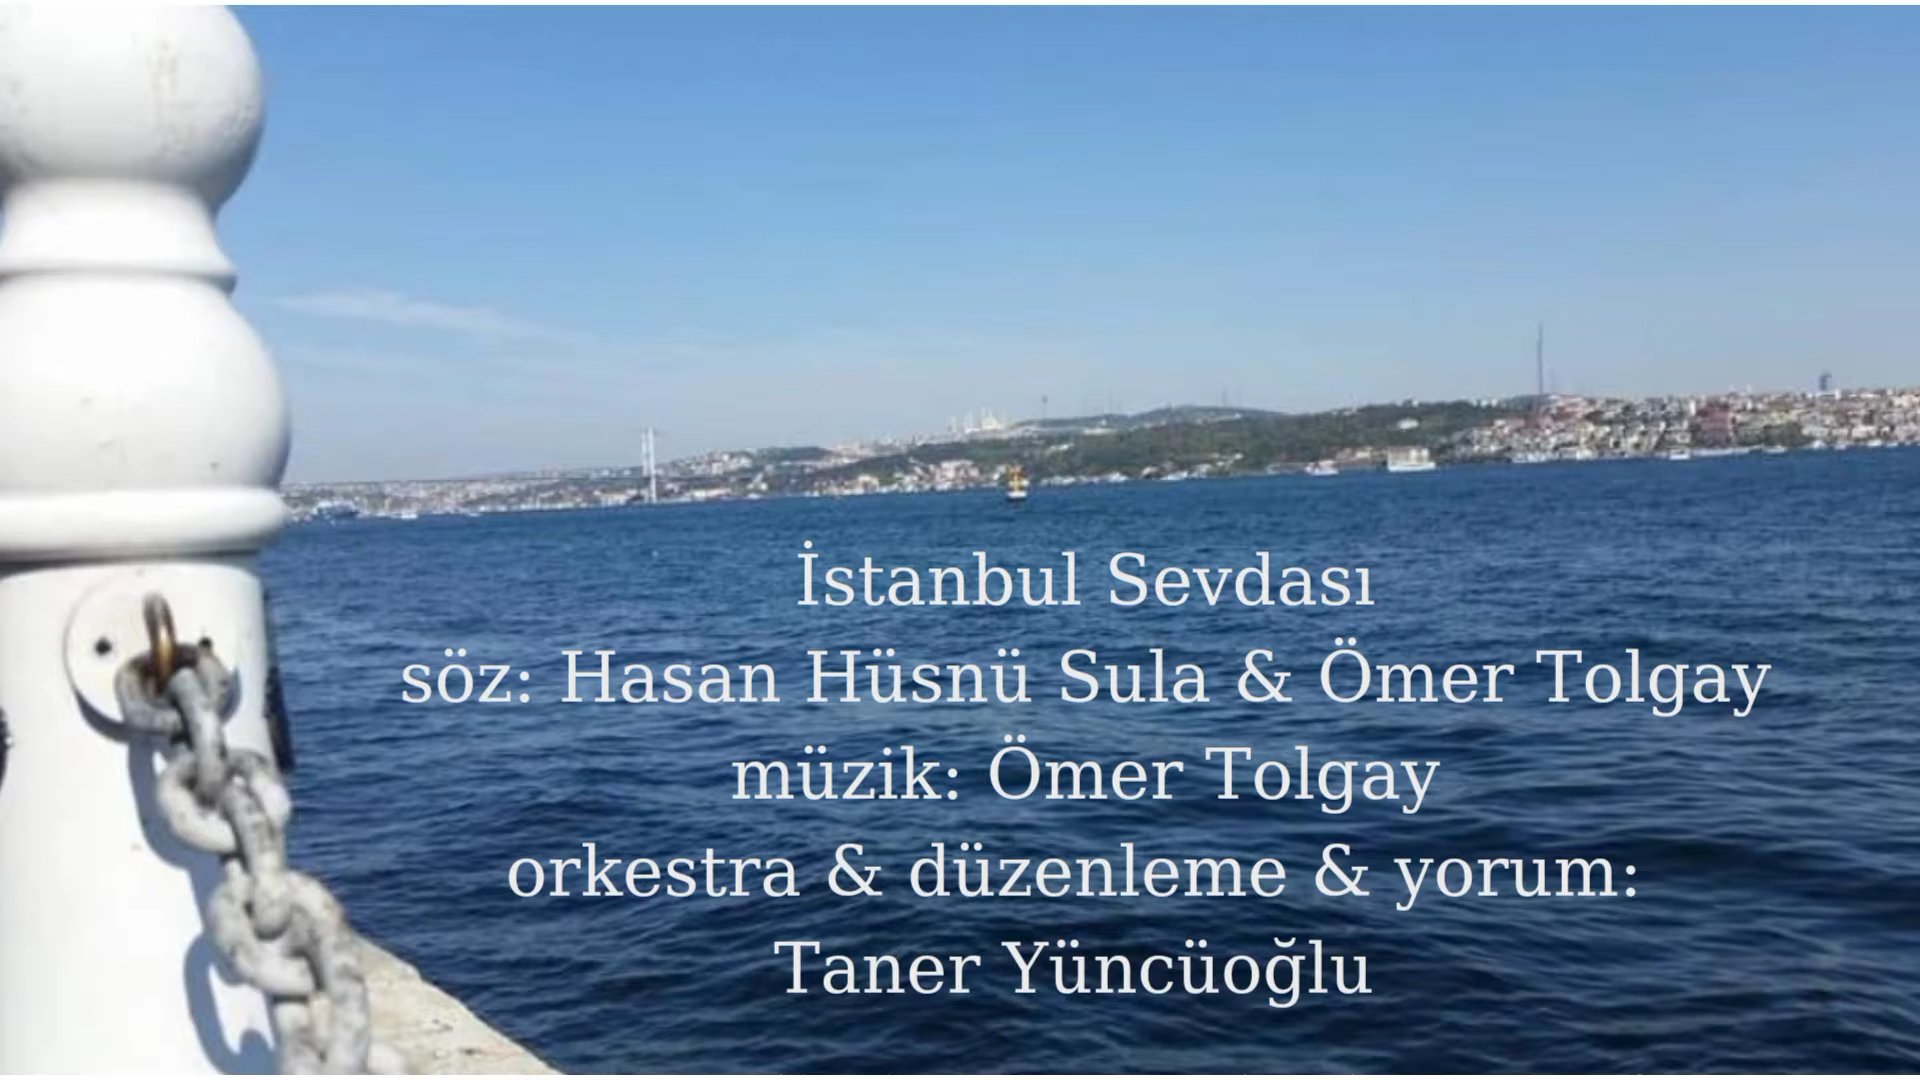 İstanbul Sevdası
söz: Hasan Hüsnü Sula & Ömer Tolgay
müzik: Ömer Tolgay
orkestra & düzenleme & yorum:
Taner Yüncüoğlu